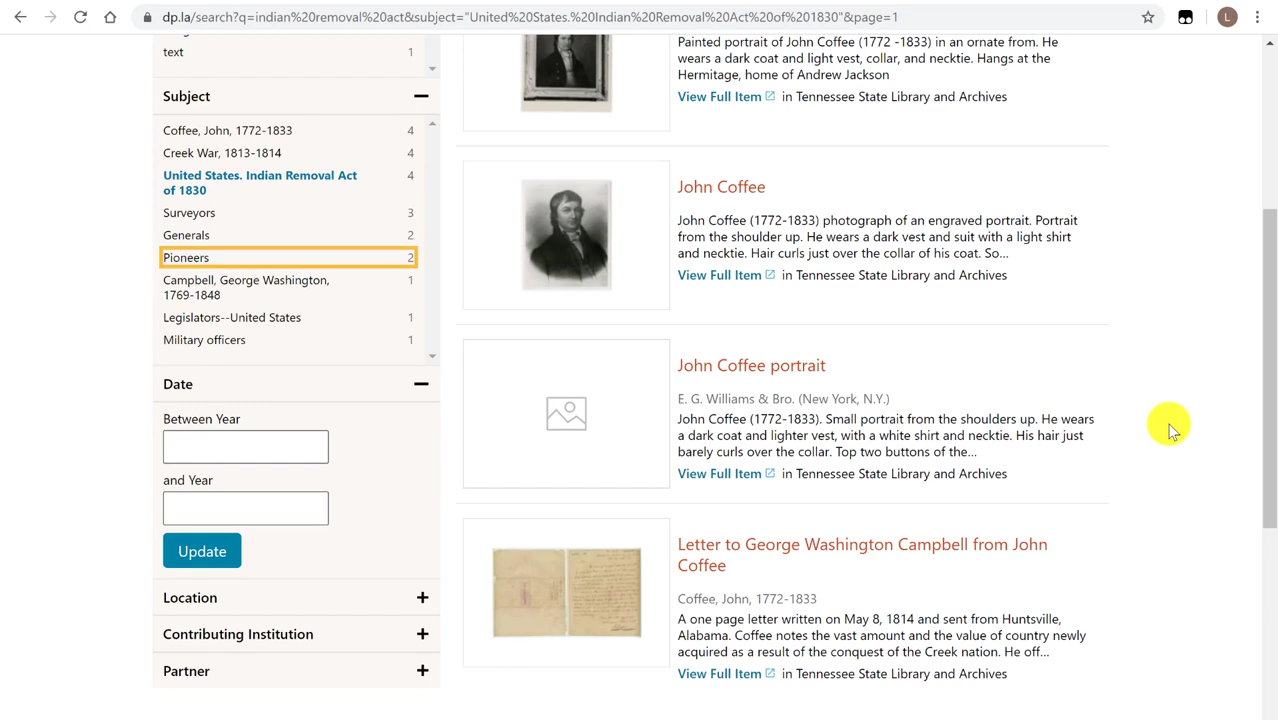 dp.la/search?q=indian%20removal%20act&subject="United%20States.%20Indian%20Removal%20Act%20of%201830"&page=1
L
text 1
Subject
Coffee, John, 1772-1833 4
Creek War, 1813-1814 4
United States. Indian Removal Act 4
of 1830
Surveyors 3
Generals 2
Pioneers 2
Campbell, George Washington, 1
1769-1848
Legislators--United States 1
Military officers 1
Date
Between Year
and Year
Update
Location
Contributing Institution
Partner
Painted portrait of John Coffee (1772 -1833) in an ornate from. He
wears a dark coat and light vest, collar, and necktie. Hangs at the
Hermitage, home of Andrew Jackson
View Full Item in Tennessee State Library and Archives
John Coffee
John Coffee (1772-1833) photograph of an engraved portrait. Portrait
from the shoulder up. He wears a dark vest and suit with a light shirt
and necktie. Hair curls just over the collar of his coat. So...
View Full Item in Tennessee State Library and Archives
John Coffee portrait
E. G. Williams & Bro. (New York, N.Y.)
John Coffee (1772-1833). Small portrait from the shoulders up. He wears
a dark coat and lighter vest, with a white shirt and necktie. His hair just
barely curls over the collar. Top two buttons of the...
View Full Item in Tennessee State Library and Archives
Letter to George Washington Campbell from John
Coffee
Coffee, John, 1772-1833
A one page letter written on May 8, 1814 and sent from Huntsville,
Alabama. Coffee notes the vast amount and the value of country newly
acquired as a result of the conquest of the Creek nation. He off...
View Full Item in Tennessee State Library and Archives